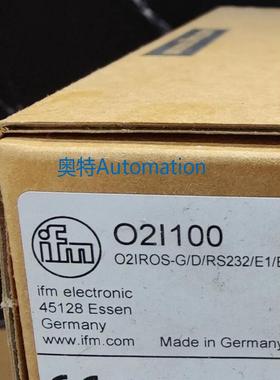 奥特Automation
ifm
O2I100
O2IROS-G/D/RS232/E1/
ifm electronic
45128 Essen
Germany
www.ifm.com
Made in Germany